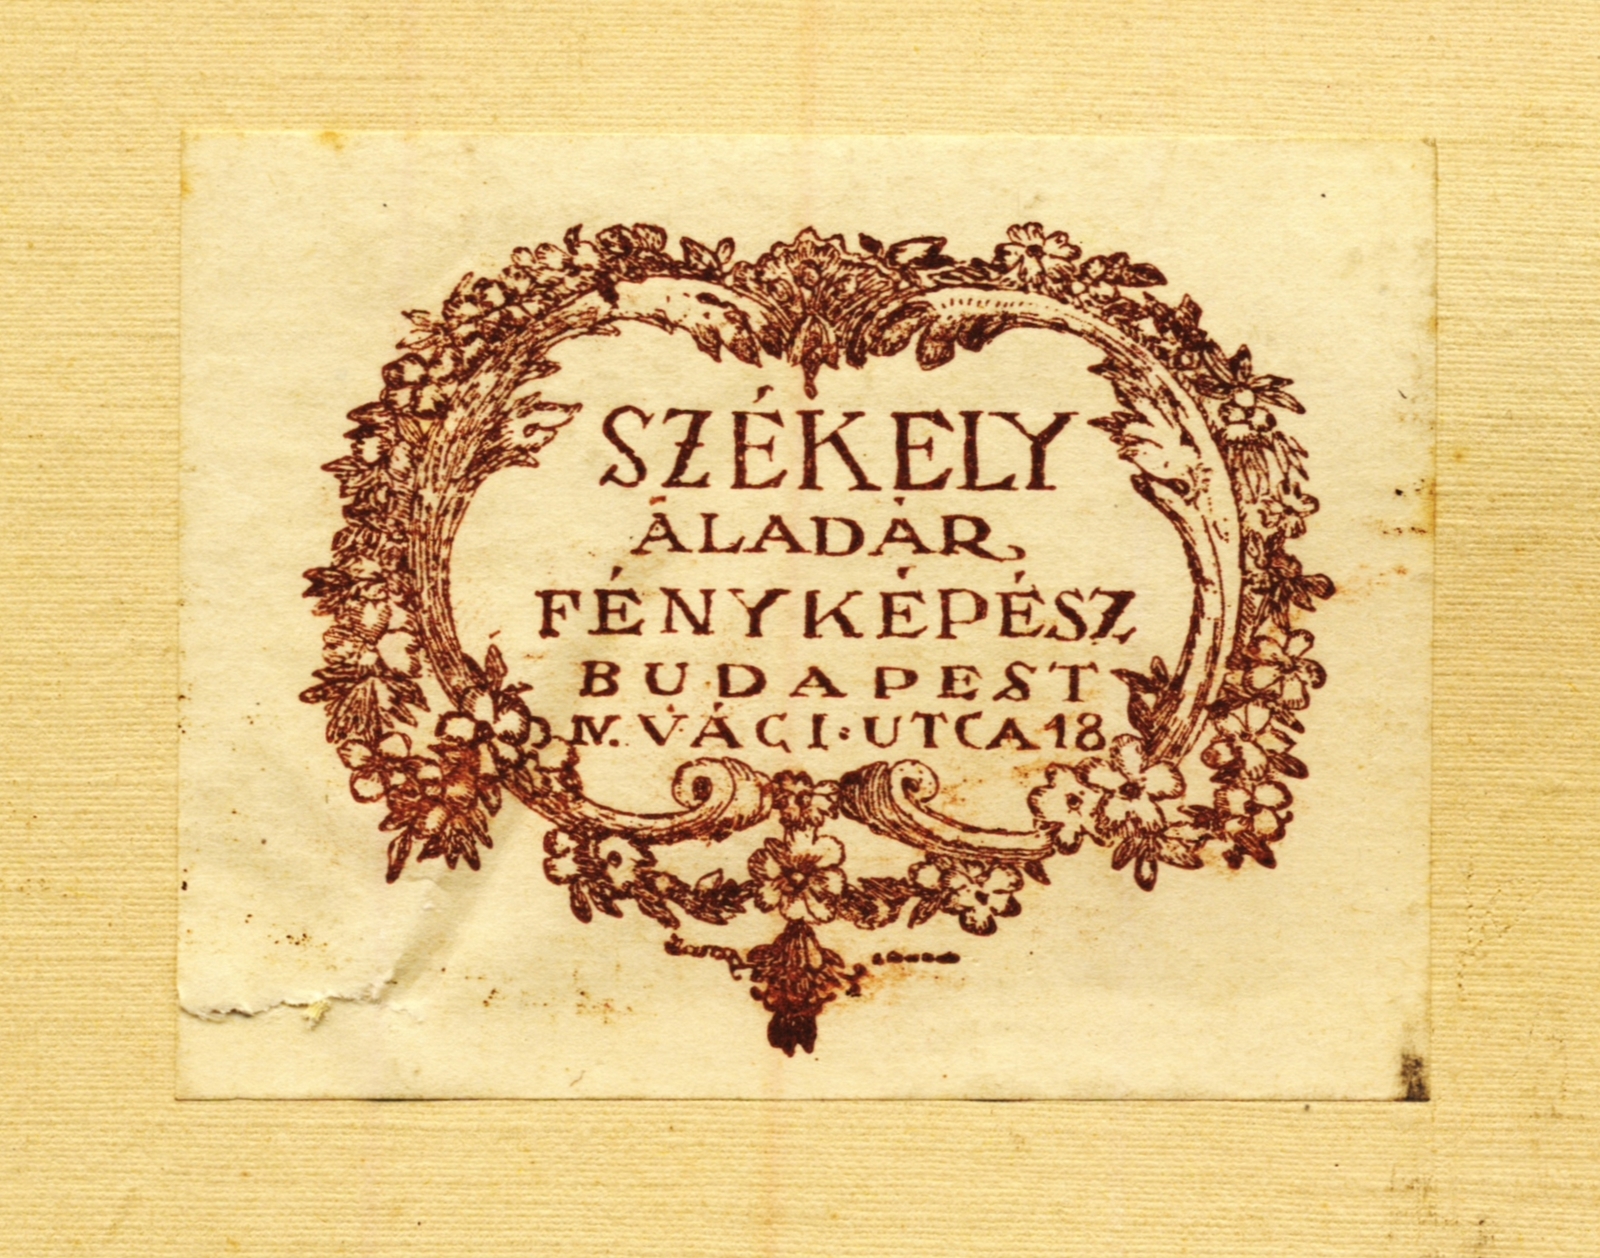 SZÉKELY
ALADÁR
FÉNYKÉPÉSZ
BUDAPEST
IV. VÁCI·UTCA 18